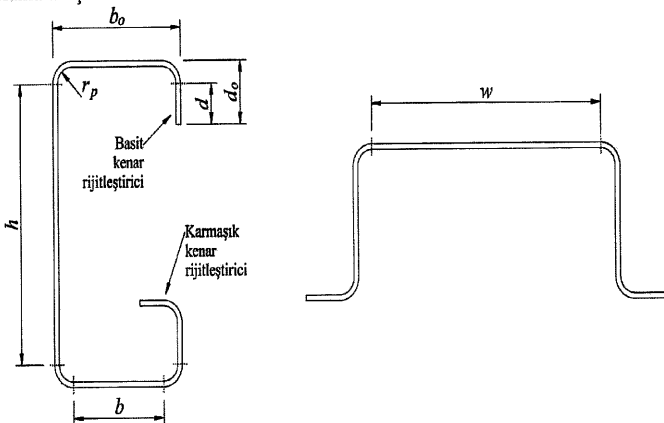 b₀
r_p
d
d₀
Basit
kenar
rijitleştirici
h
Karmaşık
kenar
rijitleştirici
b
w